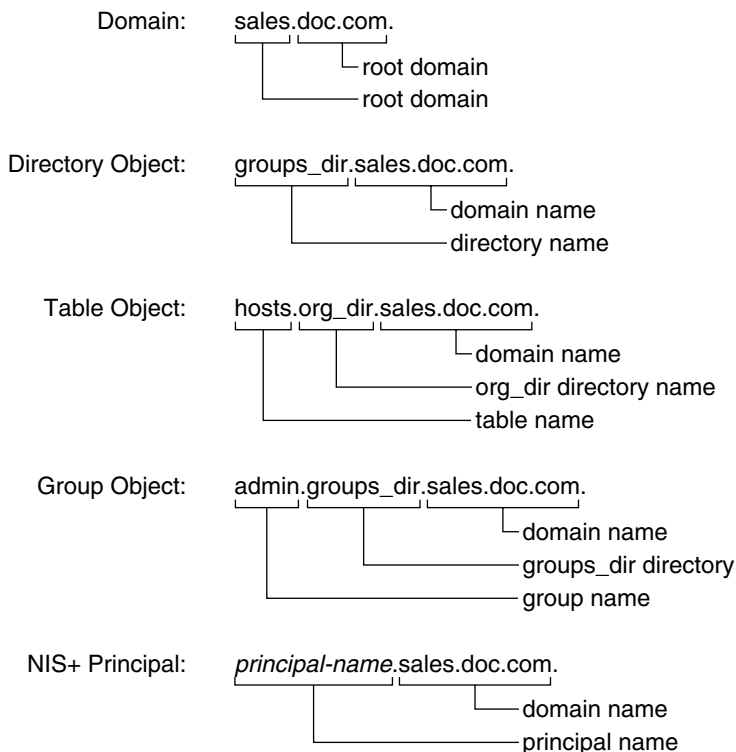 Domain: sales.doc.com.
root domain
root domain
Directory Object: groups_dir.sales.doc.com.
domain name
directory name
Table Object: hosts.org_dir.sales.doc.com.
domain name
org_dir directory name
table name
Group Object: admin.groups_dir.sales.doc.com.
domain name
groups_dir directory
group name
NIS+ Principal: principal-name.sales.doc.com.
domain name
principal name